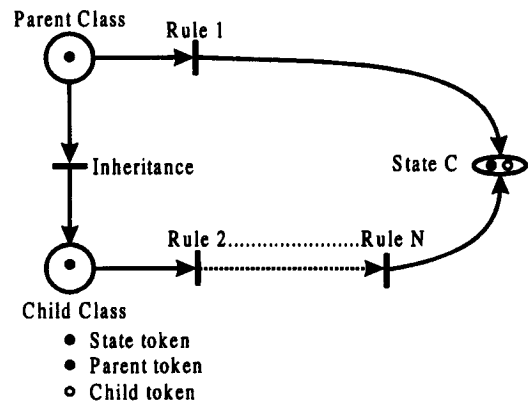 Parent Class
Rule 1
Inheritance
State C
Rule 2......................Rule N
Child Class
State token
Parent token
Child token